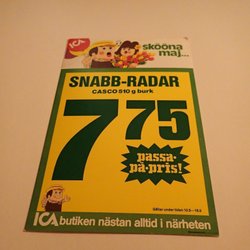 ICA
sköna
maj...
SNABB-RADAR
CASCO 510 g burk
7 75
passa-
på-pris!
ICA butiken nästan alltid i närheten